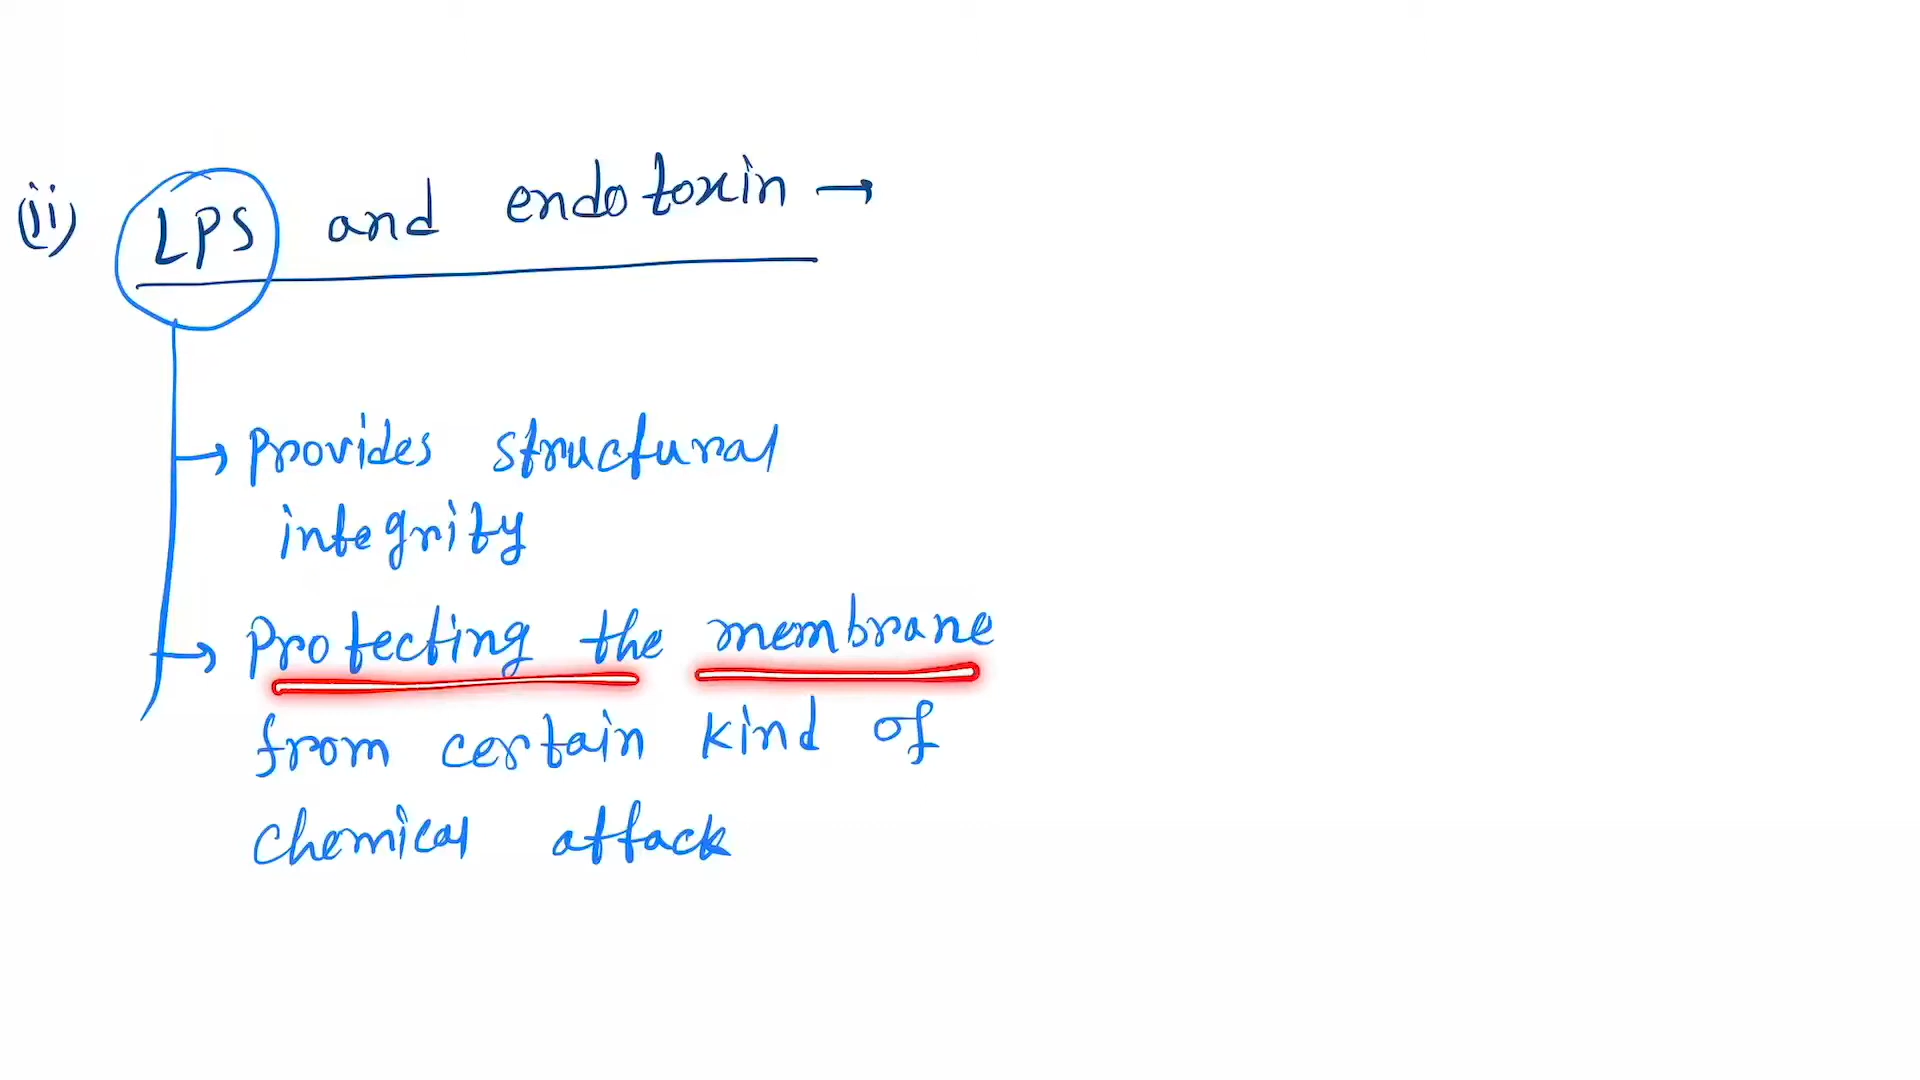 (ii) LPS and endotoxin →
→ Provides structural
integrity
→ Protecting the membrane
from certain kind of
chemical attack